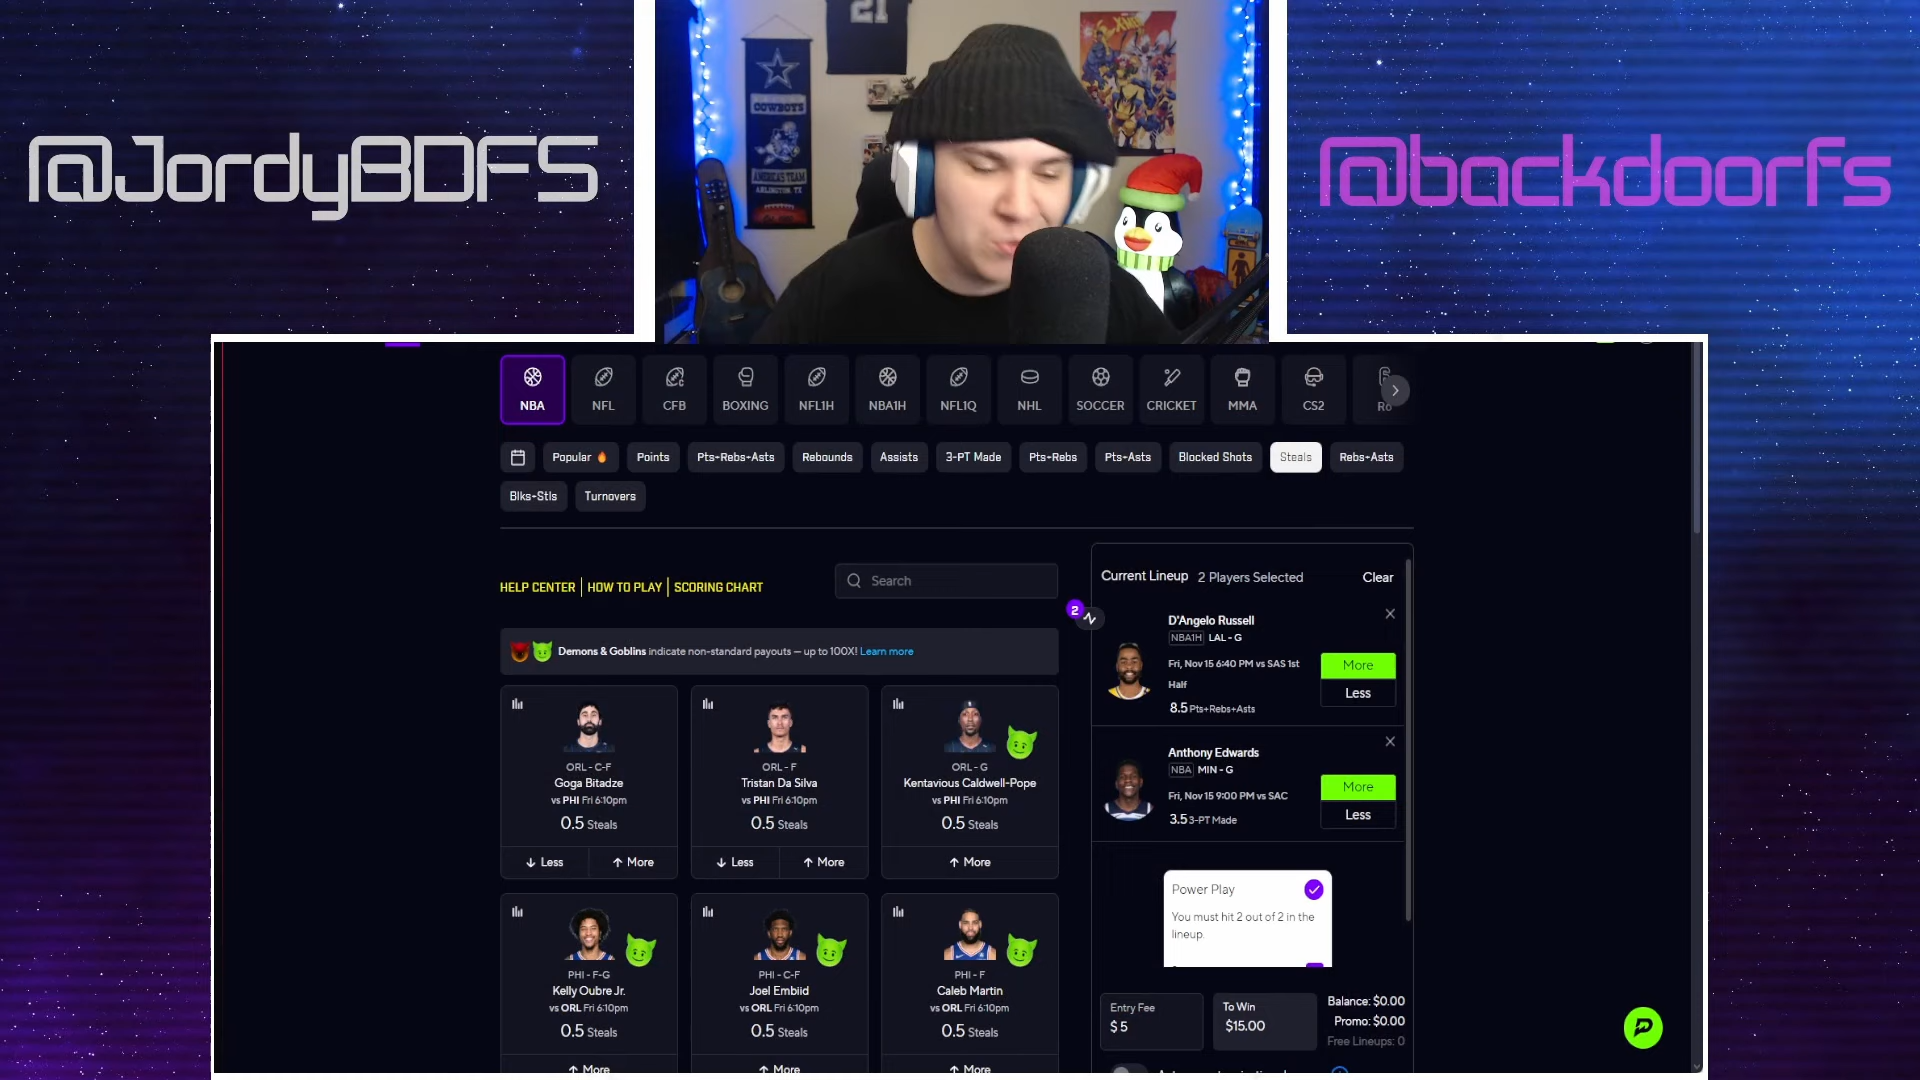 @JordyBDFS
@backdoorfs
21
COWBOYS
AMERICA'S TEAM
ARLINGTON, TX
X-MEN
NBA
NFL
CFB
BOXING
NFL1H
NBA1H
NFL1Q
NHL
SOCCER
CRICKET
MMA
CS2
Popular
Points
Pts+Rebs+Asts
Rebounds
Assists
3-PT Made
Pts+Rebs
Pts+Asts
Blocked Shots
Steals
Rebs+Asts
Blks+Stls
Turnovers
HELP CENTER | HOW TO PLAY | SCORING CHART
Search
Demons & Goblins indicate non-standard payouts — up to 100X! Learn more
ORL - C-F
Goga Bitadze
vs PHI Fri 6:10pm
0.5 Steals
Less
More
ORL - F
Tristan Da Silva
vs PHI Fri 6:10pm
0.5 Steals
Less
More
ORL - G
Kentavious Caldwell-Pope
vs PHI Fri 6:10pm
0.5 Steals
More
PHI - F-G
Kelly Oubre Jr.
vs ORL Fri 6:10pm
0.5 Steals
More
PHI - C-F
Joel Embiid
vs ORL Fri 6:10pm
0.5 Steals
More
PHI - F
Caleb Martin
vs ORL Fri 6:10pm
0.5 Steals
More
Current Lineup 2 Players Selected
Clear
2
D'Angelo Russell
NBA1H LAL - G
Fri, Nov 15 6:40 PM vs SAS 1st
Half
8.5 Pts+Rebs+Asts
More
Less
Anthony Edwards
NBA MIN - G
Fri, Nov 15 9:00 PM vs SAC
3.5 3-PT Made
More
Less
Power Play
You must hit 2 out of 2 in the
lineup.
Entry Fee
$ 5
To Win
$15.00
Balance: $0.00
Promo: $0.00
Free Lineups: 0